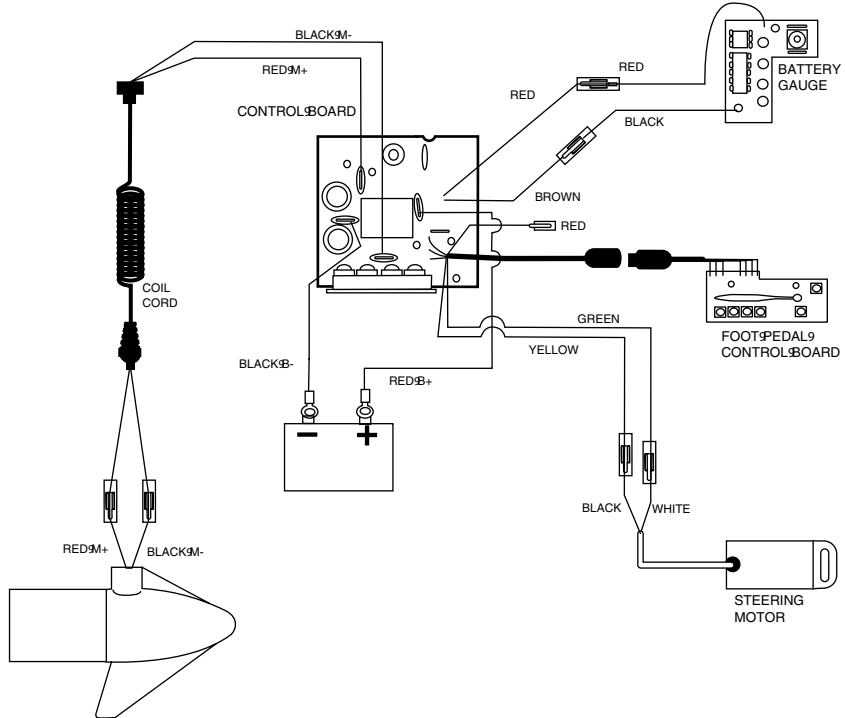 BLACK9M-
RED9M+
CONTROL9BOARD
RED
RED
BATTERY
GAUGE
BLACK
BROWN
RED
COIL
CORD
GREEN
YELLOW
FOOT9PEDAL9
CONTROL9BOARD
BLACK9B-
RED9B+
BLACK
WHITE
RED9M+
BLACK9M-
STEERING
MOTOR